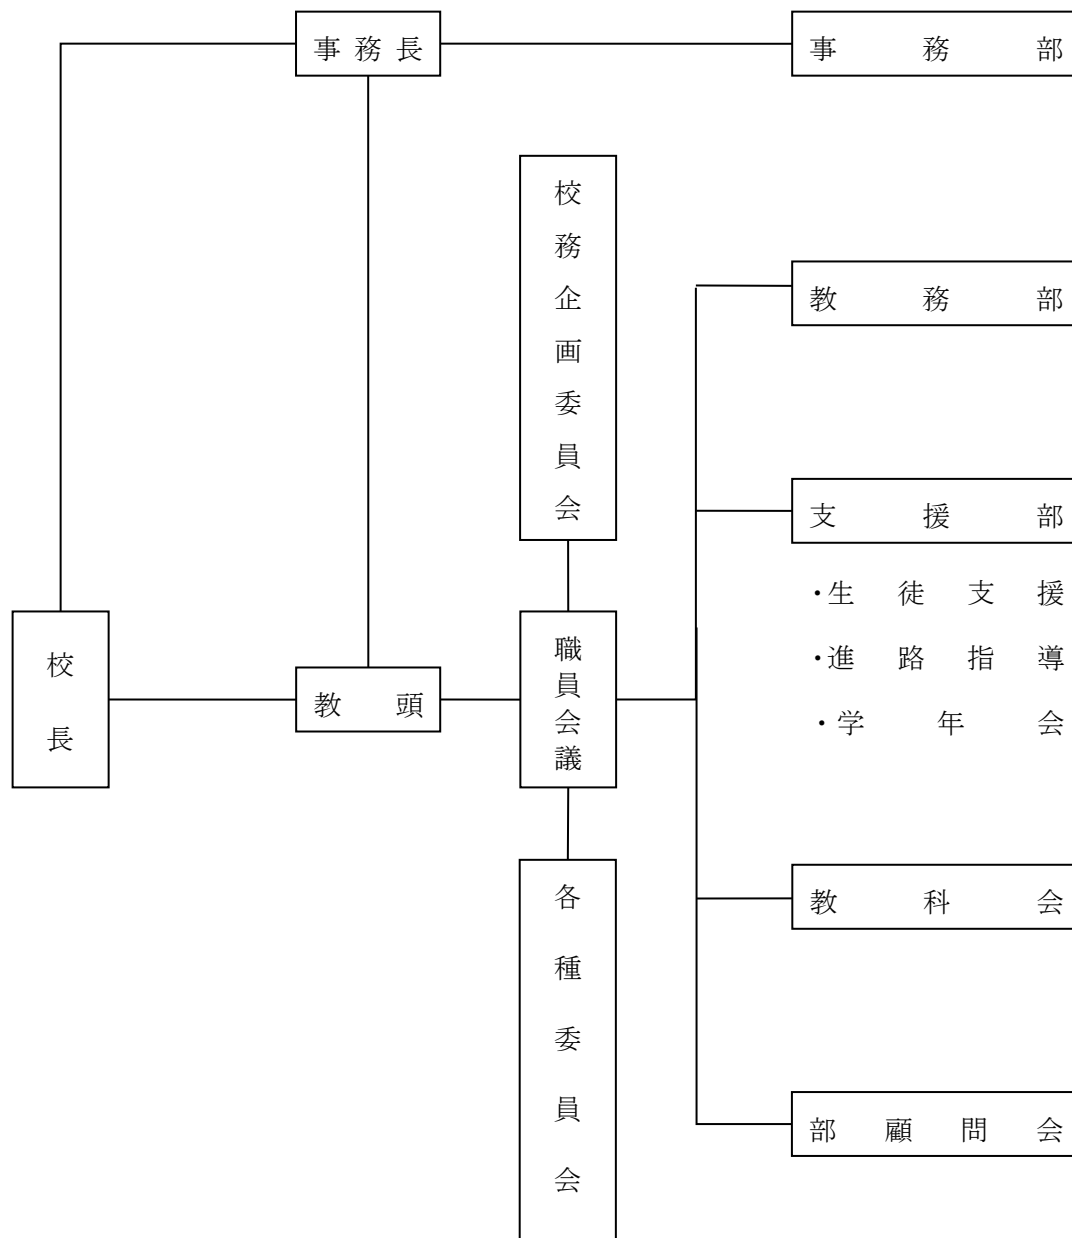 事務長
事務部
校務企画委員会
教務部
支援部
・生徒支援
・進路指導
・学年会
校長
教頭
職員会議
教科会
各種委員会
部顧問会